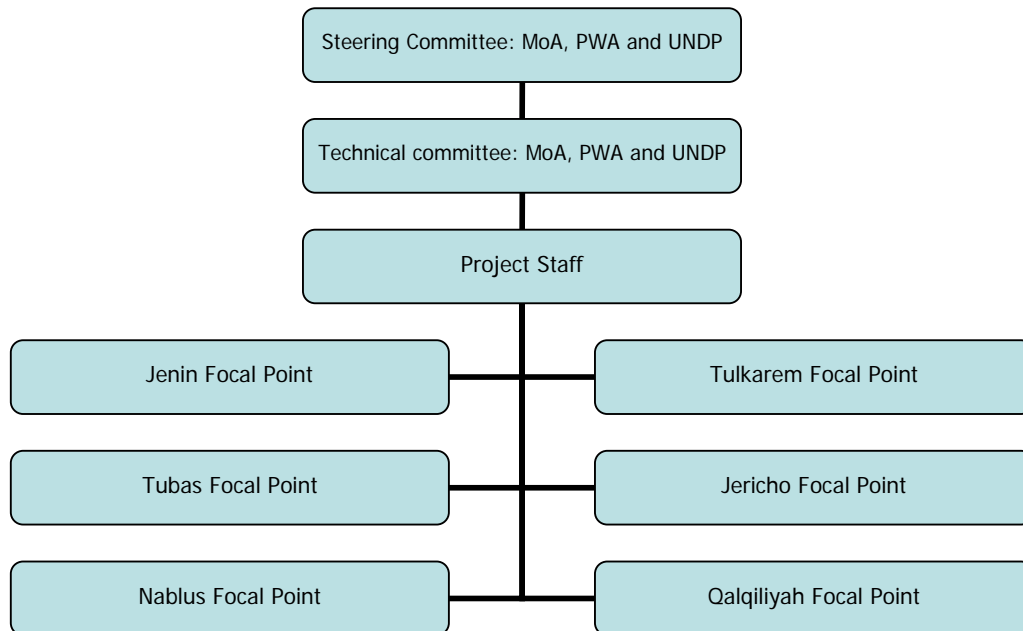 Steering Committee: MoA, PWA and UNDP
Technical committee: MoA, PWA and UNDP
Project Staff
Jenin Focal Point
Tulkarem Focal Point
Tubas Focal Point
Jericho Focal Point
Nablus Focal Point
Qalqiliyah Focal Point